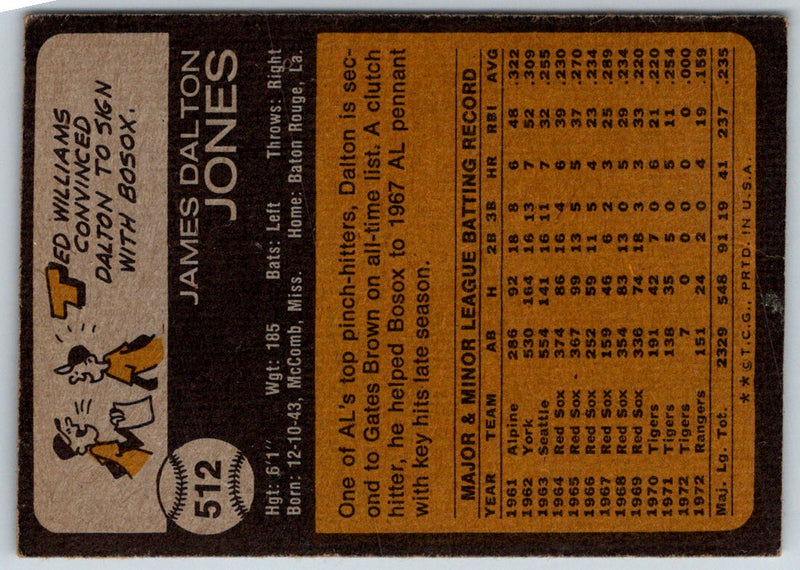 512
JAMES DALTON
JONES
TED WILLIAMS
CONVINCED
DALTON TO SIGN
WITH BOSOX.
Hgt: 6'1" Wgt: 185 Bats: Left Throws: Right
Born: 12-10-43, McComb, Miss. Home: Baton Rouge, La.
One of AL's top pinch-hitters, Dalton is sec-
ond to Gates Brown on all-time list. A clutch
hitter, he helped Bosox to 1967 AL pennant
with key hits late season.
MAJOR & MINOR LEAGUE BATTING RECORD
YEAR TEAM AB H 2B 3B HR RBI AVG
1961 Alpine 286 92 18 8 6 48 .322
1962 York 530 164 16 13 7 52 .309
1963 Seattle 554 141 16 11 7 32 .255
1964 Red Sox 374 86 16 4 6 39 .230
1965 Red Sox 367 99 13 5 5 37 .270
1966 Red Sox 252 59 11 5 4 23 .234
1967 Red Sox 159 46 6 2 3 25 .289
1968 Red Sox 354 83 13 0 5 29 .234
1969 Red Sox 336 74 18 3 3 33 .220
1970 Tigers 191 42 7 0 6 21 .220
1971 Tigers 138 35 5 0 5 11 .254
1972 Tigers 7 0 0 0 0 0 .000
1972 Rangers 151 24 2 0 4 19 .159
Maj. Lg. Tot. 2329 548 91 19 41 237 .235
★★©T.C.G., PRTD. IN U.S.A.